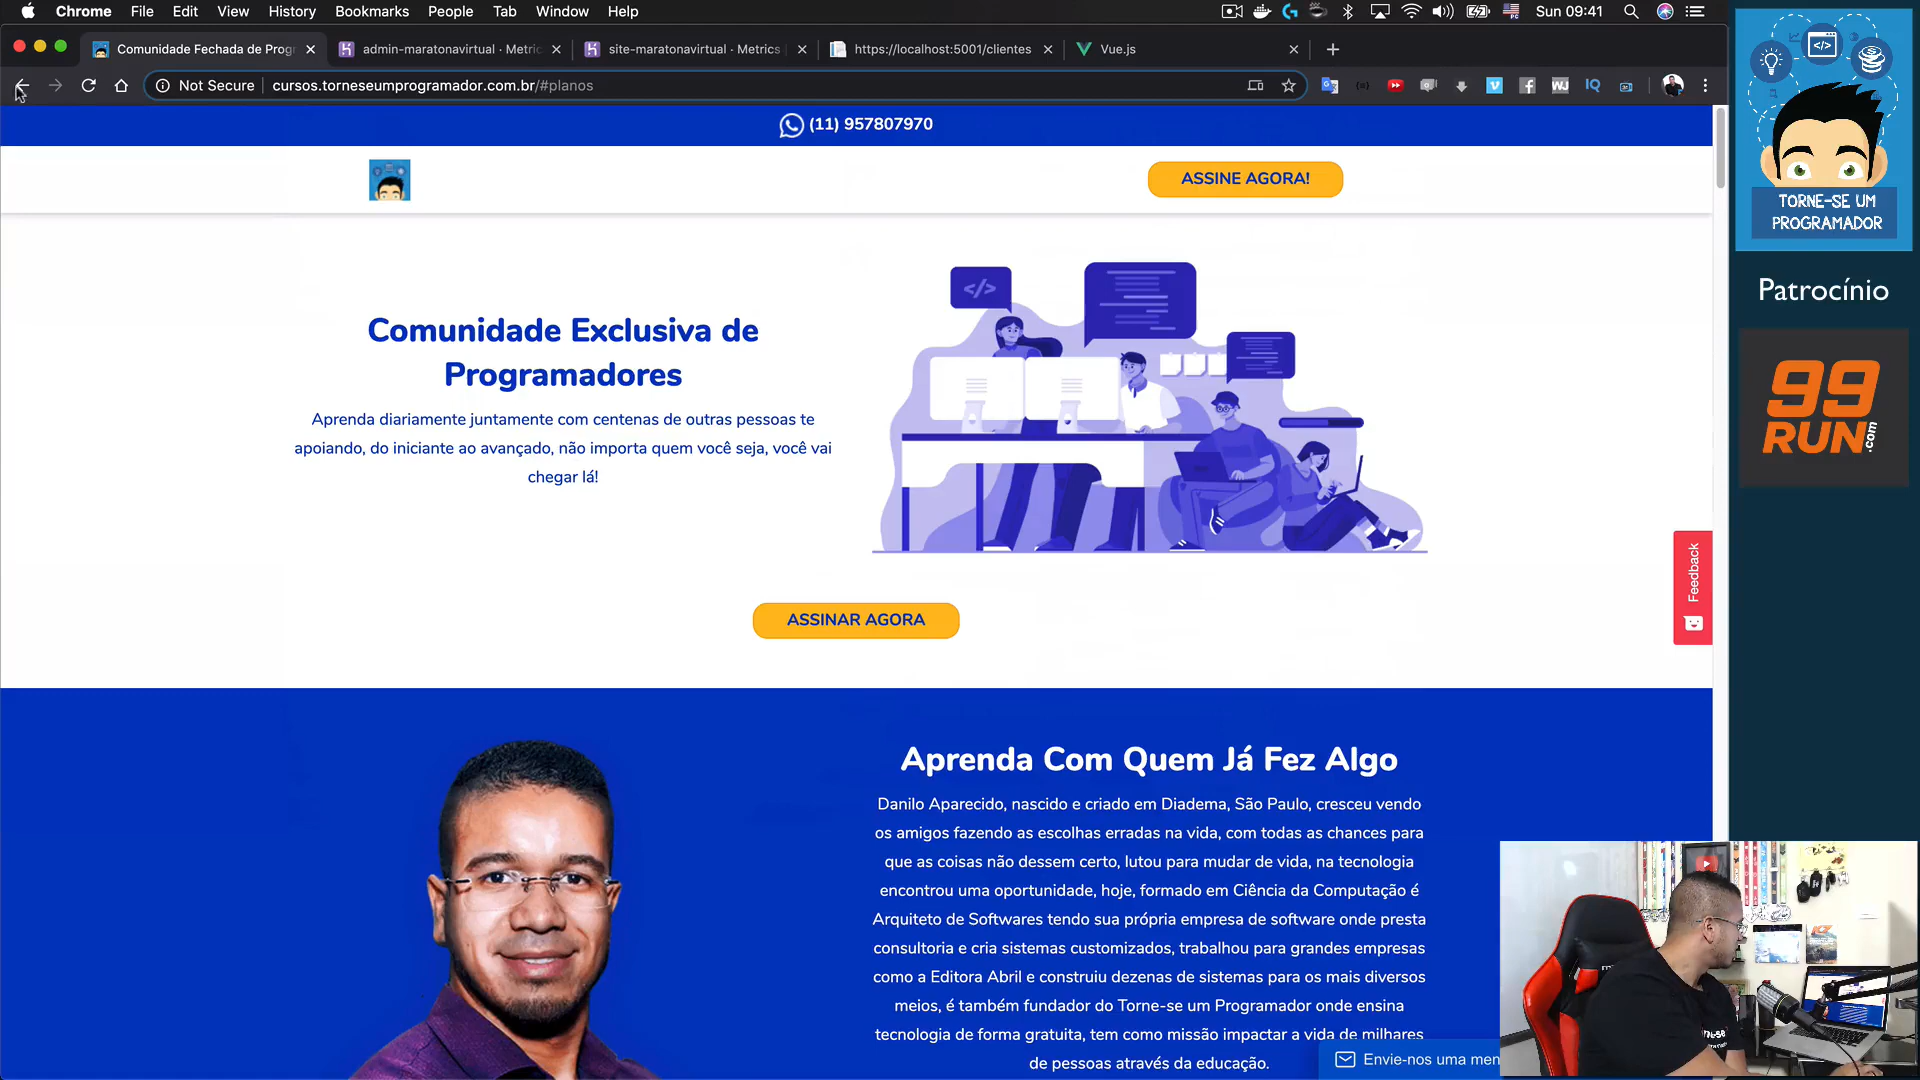 Chrome File Edit View History Bookmarks People Tab Window Help
Sun 09:41
Comunidade Fechada de Prog
admin-maratonavirtual · Metric
site-maratonavirtual · Metrics
https://localhost:5001/clientes
Vue.js
Not Secure
cursos.torneseumprogramador.com.br/#planos
(11) 957807970
ASSINE AGORA!
Comunidade Exclusiva de
Programadores
Aprenda diariamente juntamente com centenas de outras pessoas te
apoiando, do iniciante ao avançado, não importa quem você seja, você vai
chegar lá!
</>
ASSINAR AGORA
Feedback
Aprenda Com Quem Já Fez Algo
Danilo Aparecido, nascido e criado em Diadema, São Paulo, cresceu vendo
os amigos fazendo as escolhas erradas na vida, com todas as chances para
que as coisas não dessem certo, lutou para mudar de vida, na tecnologia
encontrou uma oportunidade, hoje, formado em Ciência da Computação é
Arquiteto de Softwares tendo sua própria empresa de software onde presta
consultoria e cria sistemas customizados, trabalhou para grandes empresas
como a Editora Abril e construiu dezenas de sistemas para os mais diversos
meios, é também fundador do Torne-se um Programador onde ensina
tecnologia de forma gratuita, tem como missão impactar a vida de milhares
de pessoas através da educação.
Envie-nos uma men
</>
TORNE-SE UM
PROGRAMADOR
Patrocínio
99
RUN.com